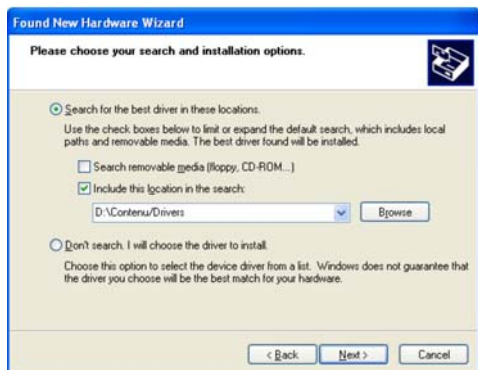 Found New Hardware Wizard
Please choose your search and installation options.
Search for the best driver in these locations.
Use the check boxes below to limit or expand the default search, which includes local
paths and removable media. The best driver found will be installed.
Search removable media (floppy, CD-ROM...)
Include this location in the search:
D:\Contenu/Drivers
Browse
Don't search. I will choose the driver to install.
Choose this option to select the device driver from a list. Windows does not guarantee that
the driver you choose will be the best match for your hardware.
< Back Next > Cancel